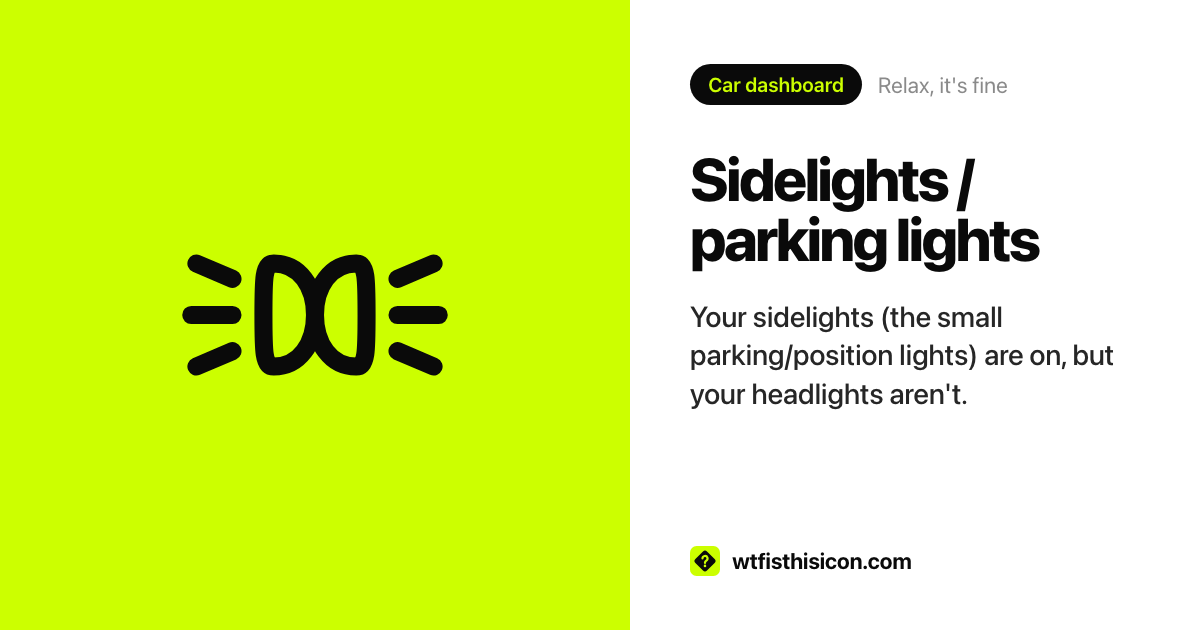 Car dashboard
Relax, it's fine
Sidelights /
parking lights
Your sidelights (the small
parking/position lights) are on, but
your headlights aren't.
?
wtfisthisicon.com